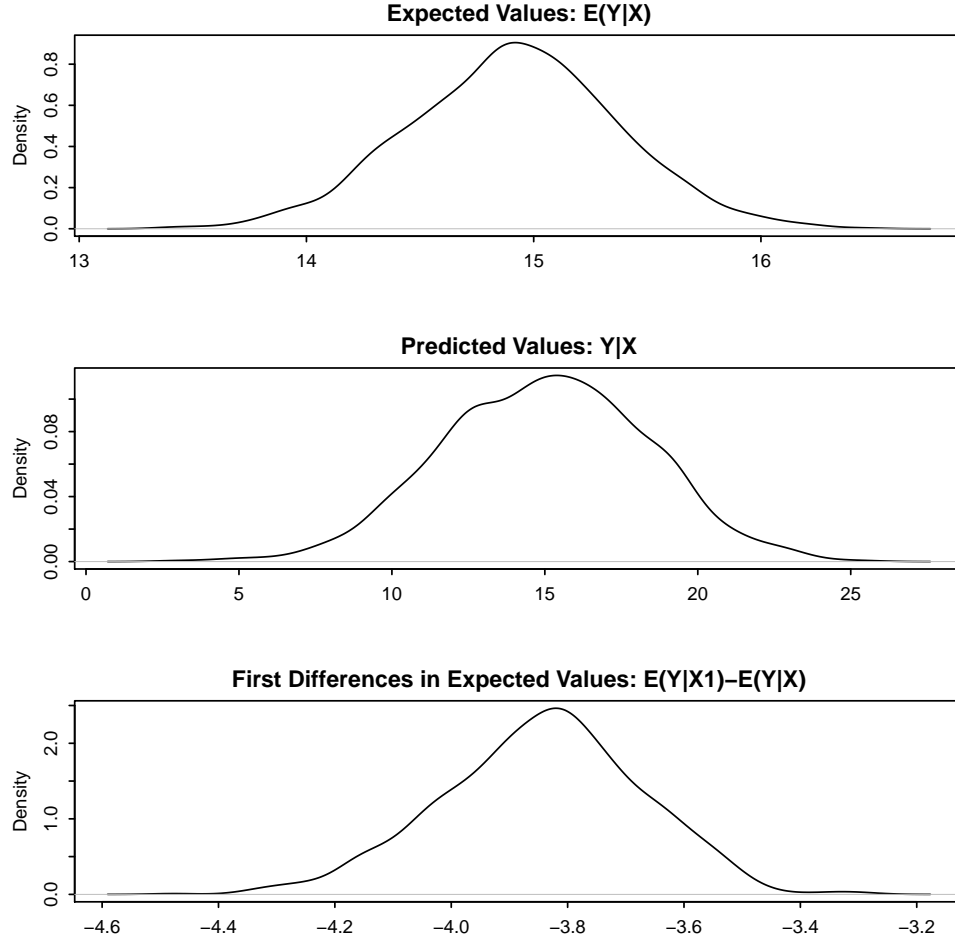 Expected Values: E(Y|X)
Density
0.0 0.2 0.4 0.6 0.8
13 14 15 16
Predicted Values: Y|X
Density
0.00 0.04 0.08
0 5 10 15 20 25
First Differences in Expected Values: E(Y|X1)−E(Y|X)
Density
0.0 1.0 2.0
−4.6 −4.4 −4.2 −4.0 −3.8 −3.6 −3.4 −3.2